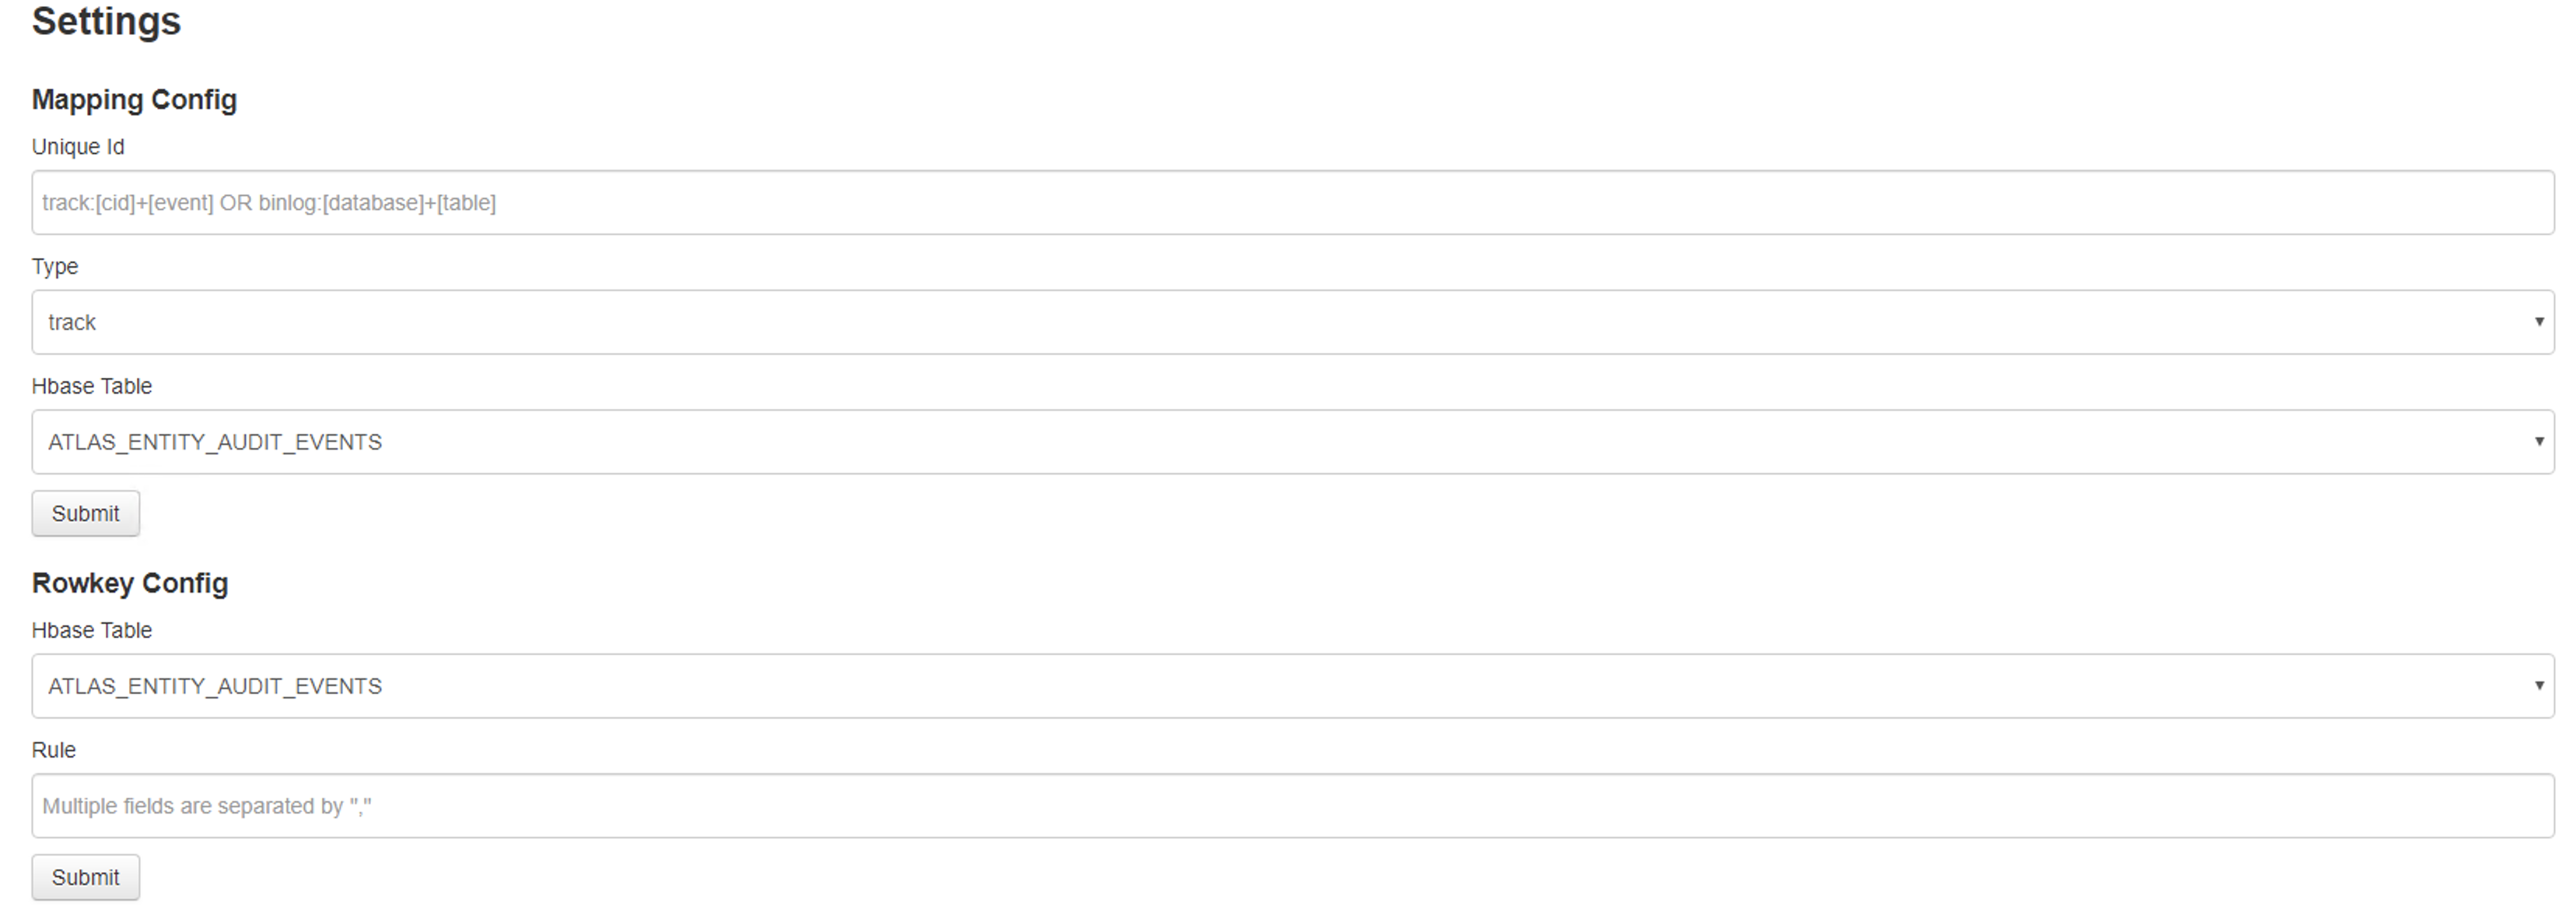 Settings
Mapping Config
Unique Id
track:[cid]+[event] OR binlog:[database]+[table]
Type
track
Hbase Table
ATLAS_ENTITY_AUDIT_EVENTS
Submit
Rowkey Config
Hbase Table
ATLAS_ENTITY_AUDIT_EVENTS
Rule
Multiple fields are separated by ","
Submit